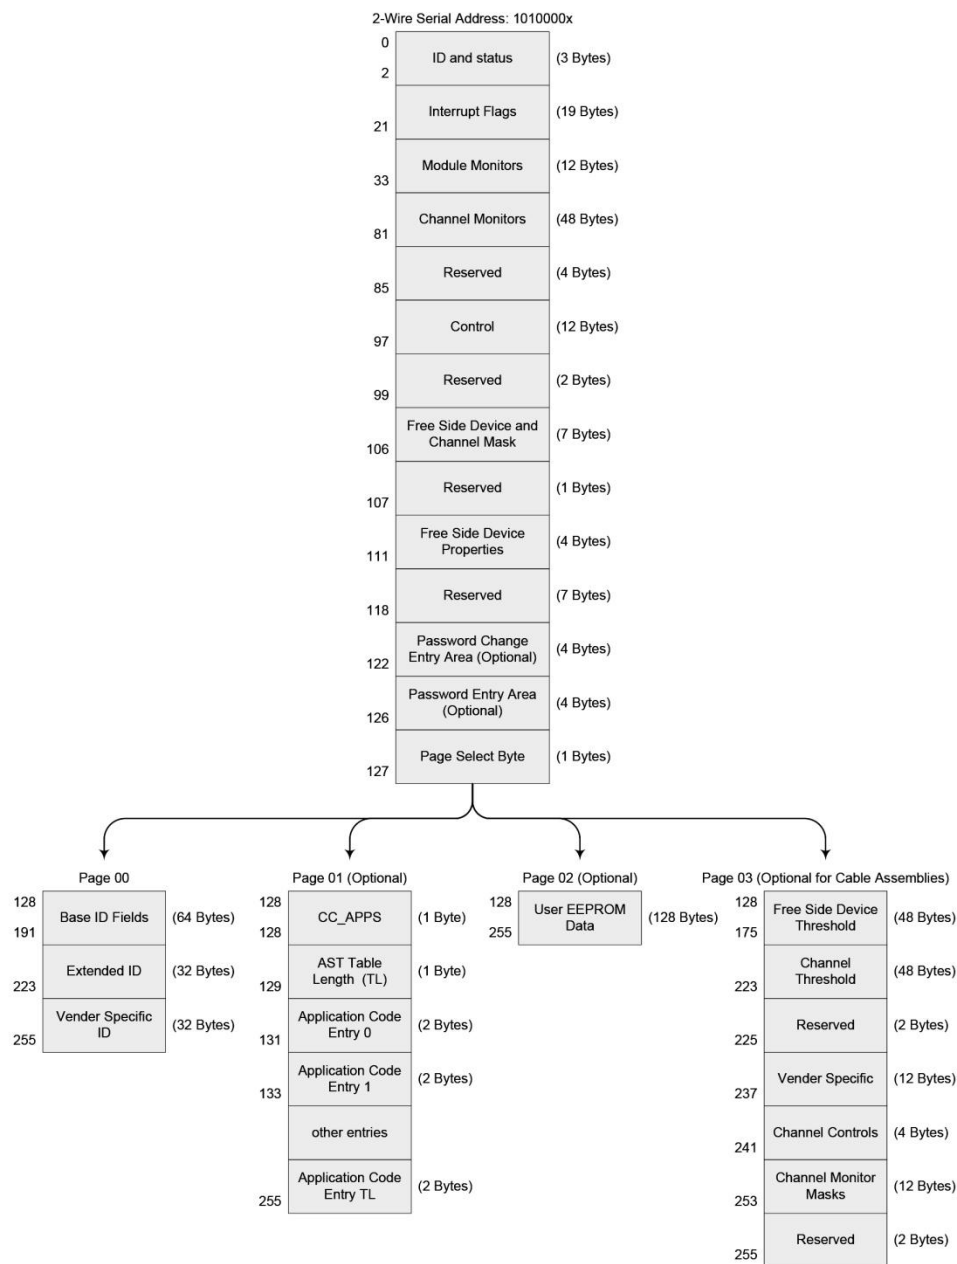 2-Wire Serial Address: 1010000x
0
ID and status (3 Bytes)
2
Interrupt Flags (19 Bytes)
21
Module Monitors (12 Bytes)
33
Channel Monitors (48 Bytes)
81
Reserved (4 Bytes)
85
Control (12 Bytes)
97
Reserved (2 Bytes)
99
Free Side Device and
Channel Mask
(7 Bytes)
106
Reserved (1 Bytes)
107
Free Side Device
Properties
(4 Bytes)
111
Reserved (7 Bytes)
118
Password Change
Entry Area (Optional)
(4 Bytes)
122
Password Entry Area
(Optional)
(4 Bytes)
126
Page Select Byte (1 Bytes)
127
Page 00
128
Base ID Fields (64 Bytes)
191
Extended ID (32 Bytes)
223
Vender Specific
ID
(32 Bytes)
255
Page 01 (Optional)
128
CC_APPS (1 Byte)
128
AST Table
Length (TL)
(1 Byte)
129
Application Code
Entry 0
(2 Bytes)
131
Application Code
Entry 1
(2 Bytes)
133
other entries
Application Code
Entry TL
(2 Bytes)
255
Page 02 (Optional)
128
User EEPROM
Data
(128 Bytes)
255
Page 03 (Optional for Cable Assemblies)
128
Free Side Device
Threshold
(48 Bytes)
175
Channel
Threshold
(48 Bytes)
223
Reserved (2 Bytes)
225
Vender Specific (12 Bytes)
237
Channel Controls (4 Bytes)
241
Channel Monitor
Masks
(12 Bytes)
253
Reserved (2 Bytes)
255